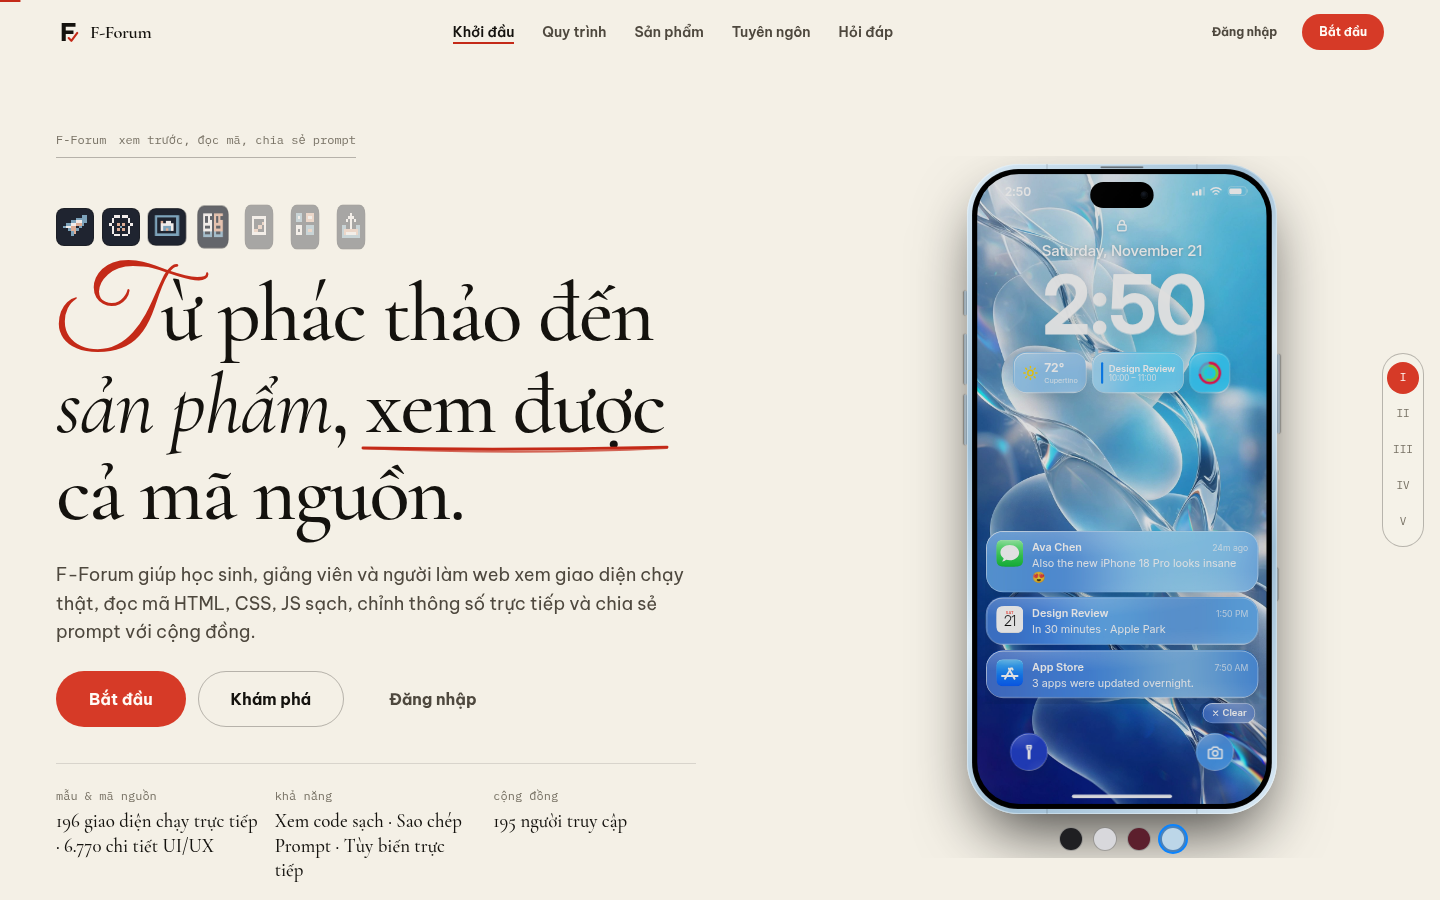 F-Forum
Khởi đầu
Quy trình
Sản phẩm
Tuyên ngôn
Hỏi đáp
Đăng nhập
Bắt đầu
F-Forum xem trước, đọc mã, chia sẻ prompt
Từ phác thảo đến
sản phẩm, xem được
cả mã nguồn.
F-Forum giúp học sinh, giảng viên và người làm web xem giao diện chạy
thật, đọc mã HTML, CSS, JS sạch, chỉnh thông số trực tiếp và chia sẻ
prompt với cộng đồng.
Bắt đầu
Khám phá
Đăng nhập
mẫu & mã nguồn
196 giao diện chạy trực tiếp
· 6.770 chi tiết UI/UX
khả năng
Xem code sạch · Sao chép
Prompt · Tùy biến trực
tiếp
cộng đồng
195 người truy cập
2:50
Saturday, November 21
2:50
72°
Cupertino
Design Review
10:00 – 11:00
Ava Chen
24m ago
Also the new iPhone 18 Pro looks insane
😍
SAT
21
Design Review
1:50 PM
In 30 minutes · Apple Park
App Store
7:50 AM
3 apps were updated overnight.
× Clear
I
II
III
IV
V